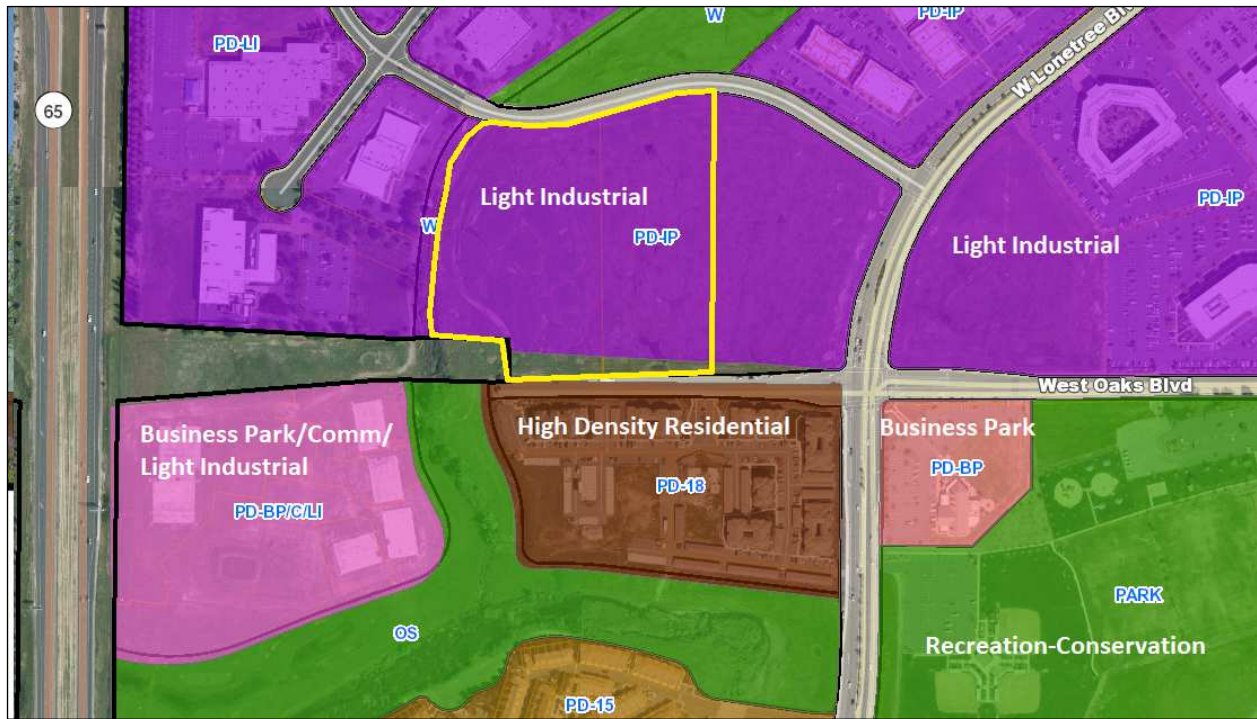 W
PD-IP
PD-LI
W Lonetree Blv
65
Light Industrial
W
PD-IP
PD-IP
Light Industrial
West Oaks Blvd
Business Park/Comm/
Light Industrial
PD-BP/C/LI
High Density Residential
PD-18
Business Park
PD-BP
PARK
OS
Recreation-Conservation
PD-15